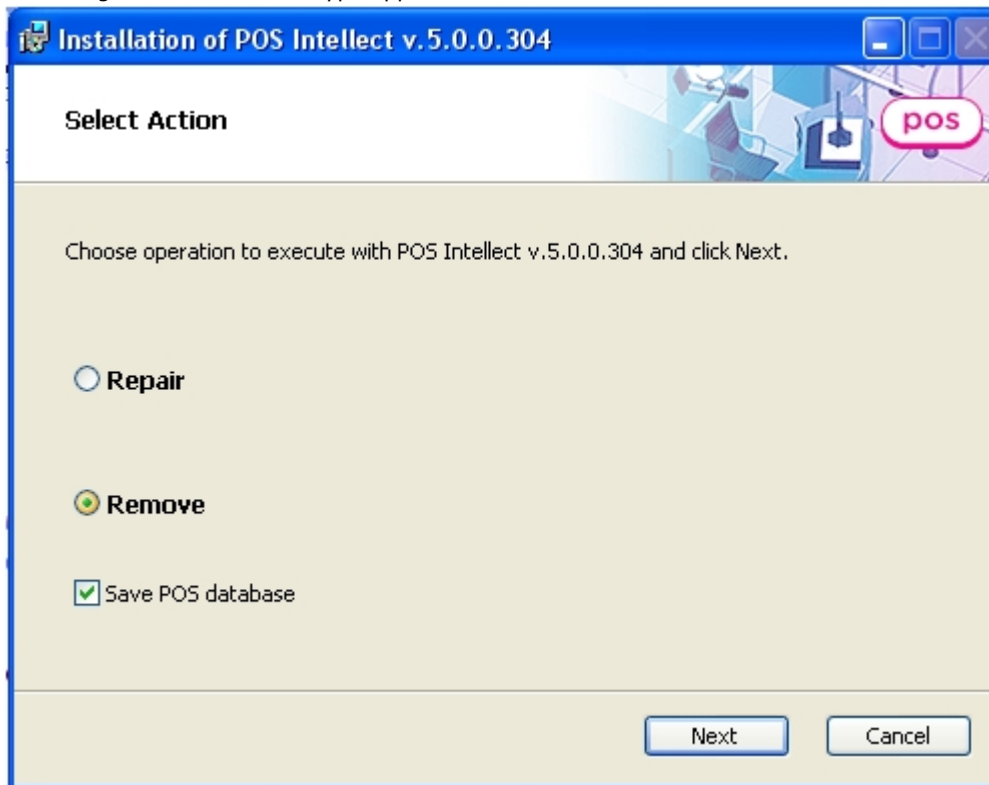 Installation of POS Intellect v.5.0.0.304
Select Action
pos
Choose operation to execute with POS Intellect v.5.0.0.304 and click Next.
Repair
Remove
Save POS database
Next Cancel